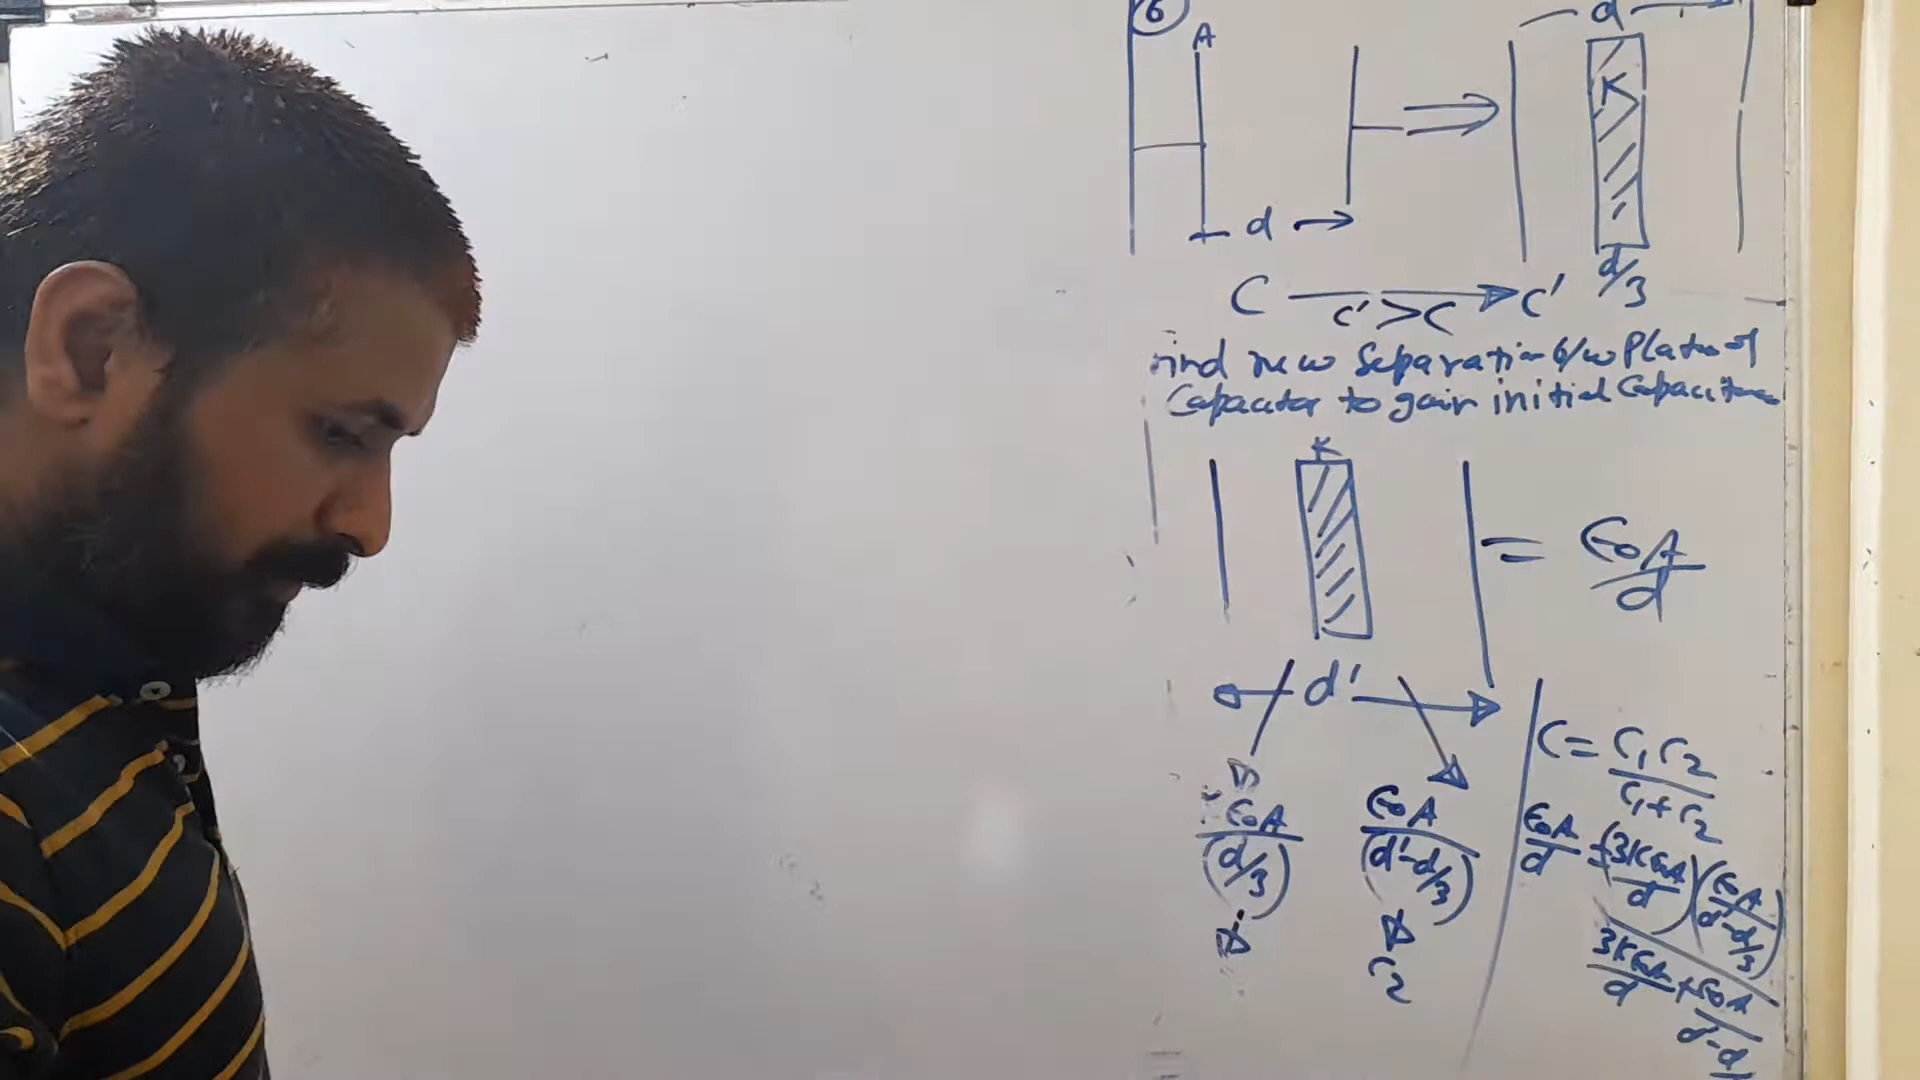 6
A
d
K
d
d/3
C → C'
C' > C
find new Separation b/w Plates of
Capacitor to gain initial Capacitance
K
= ε₀A/d
d'
ε₀A/(d/3)
ε₀A/(d'-d/3)
C₂
C = C₁C₂/(C₁+C₂)
ε₀A/d = (3Kε₀A/d)(ε₀A/(d'-d/3))
3Kε₀A/d + ε₀A/d'-d